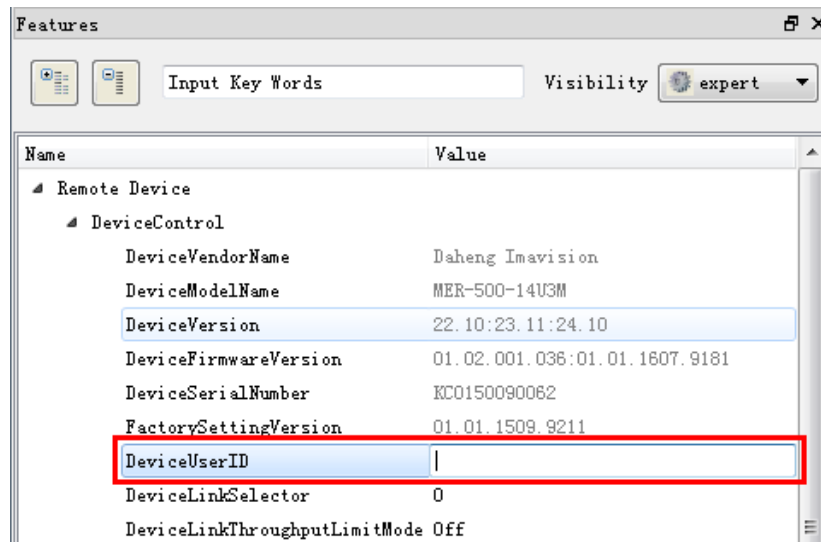 Features
Input Key Words Visibility expert
Name Value
Remote Device
DeviceControl
DeviceVendorName Daheng Imavision
DeviceModelName MER-500-14U3M
DeviceVersion 22.10:23.11:24.10
DeviceFirmwareVersion 01.02.001.036:01.01.1607.9181
DeviceSerialNumber KC0150090062
FactorySettingVersion 01.01.1509.9211
DeviceUserID
DeviceLinkSelector 0
DeviceLinkThroughputLimitMode Off